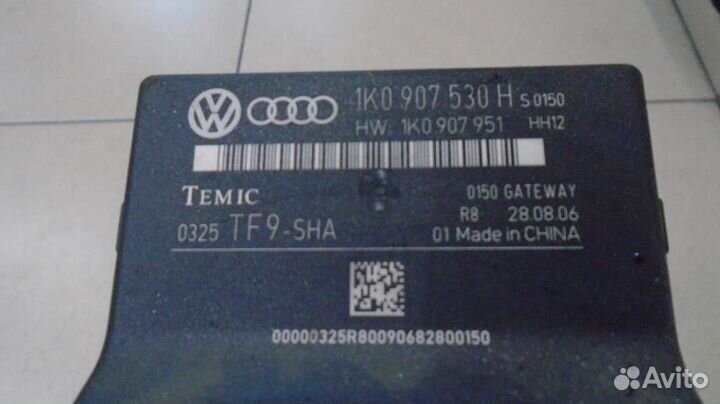 1K0 907 530 H S 0150
HW 1K0 907 951 HH12
TEMIC 0150 GATEWAY
R8 28.08.06
0325 TF9-SHA 01 Made in CHINA
00000325R80090682800150
Avito